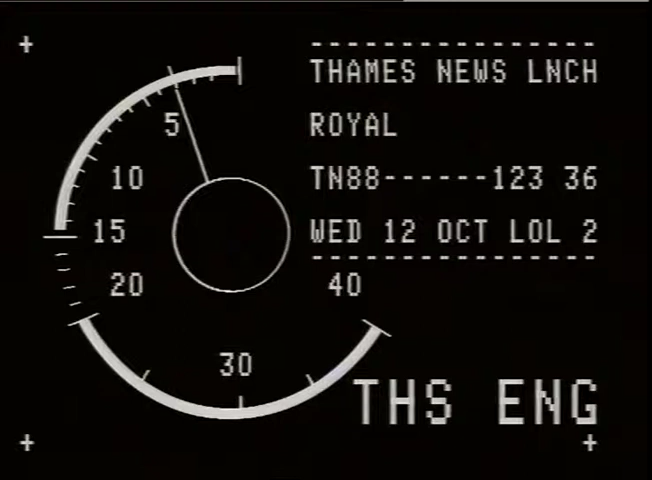 ----------------
THAMES NEWS LNCH
ROYAL
TN88------123 36
WED 12 OCT LOL 2
----------------
5
10
15
20
30
40
THS ENG